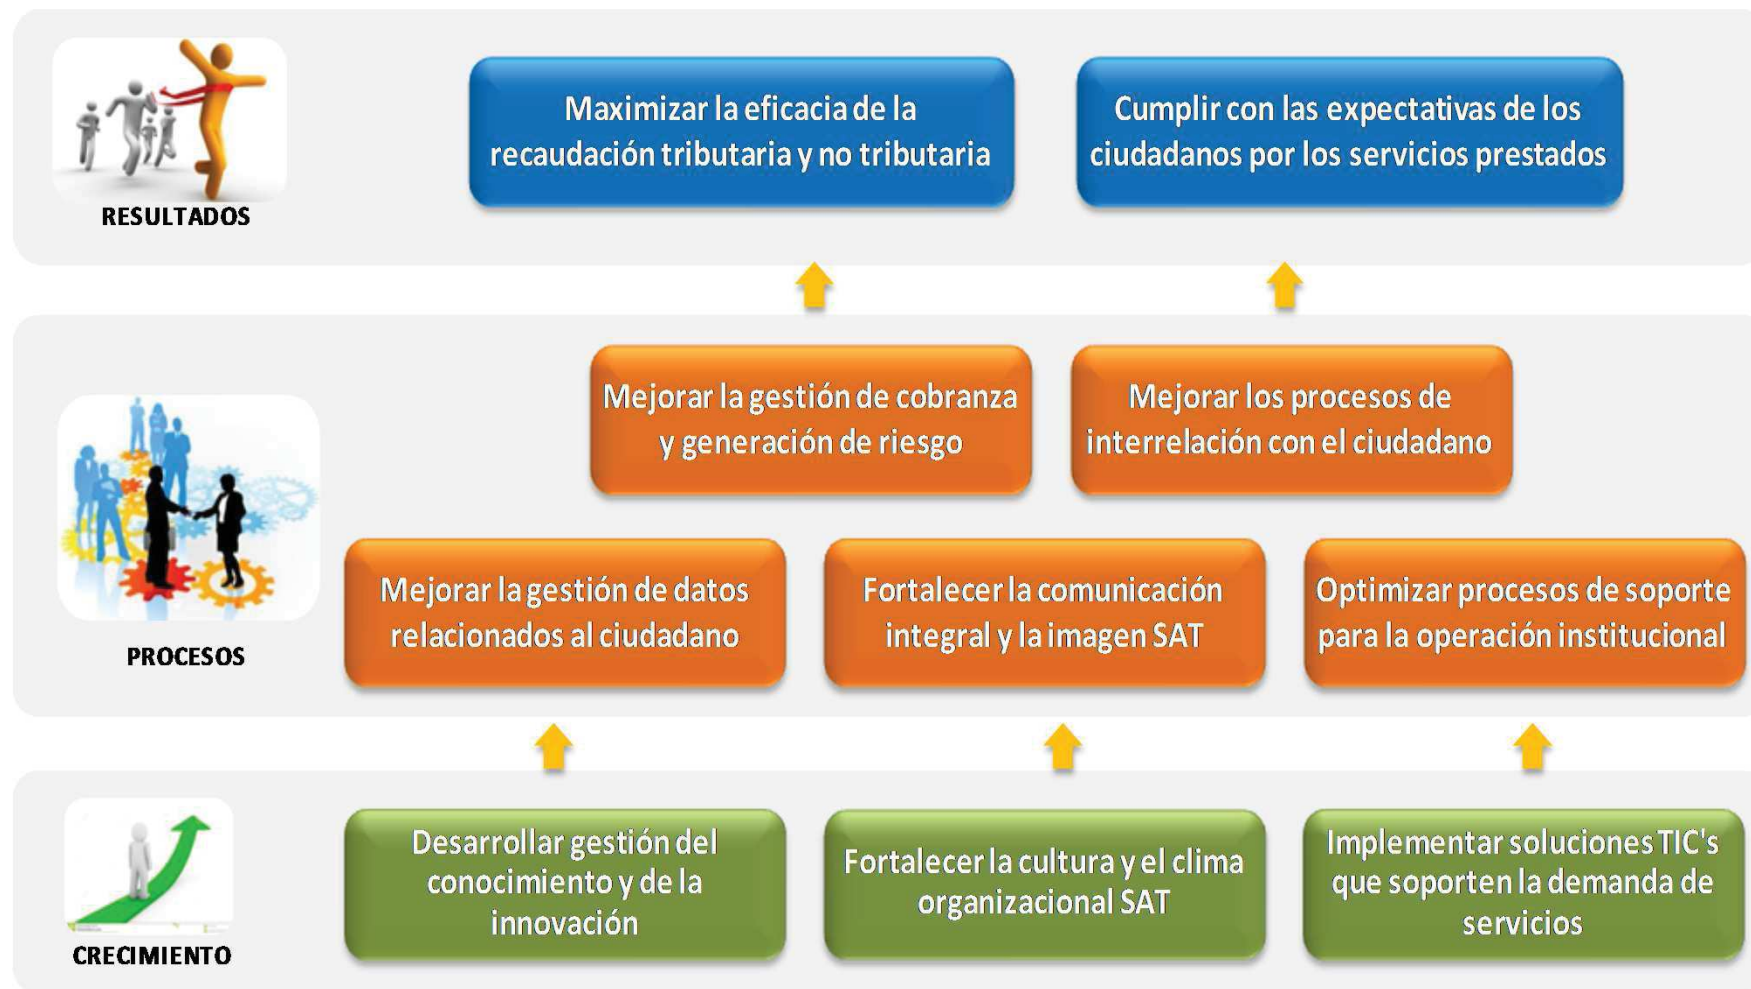 Maximizar la eficacia de la
recaudación tributaria y no tributaria
Cumplir con las expectativas de los
ciudadanos por los servicios prestados
RESULTADOS
Mejorar la gestión de cobranza
y generación de riesgo
Mejorar los procesos de
interrelación con el ciudadano
Mejorar la gestión de datos
relacionados al ciudadano
Fortalecer la comunicación
integral y la imagen SAT
Optimizar procesos de soporte
para la operación institucional
PROCESOS
Desarrollar gestión del
conocimiento y de la
innovación
Fortalecer la cultura y el clima
organizacional SAT
Implementar soluciones TIC's
que soporten la demanda de
servicios
CRECIMIENTO